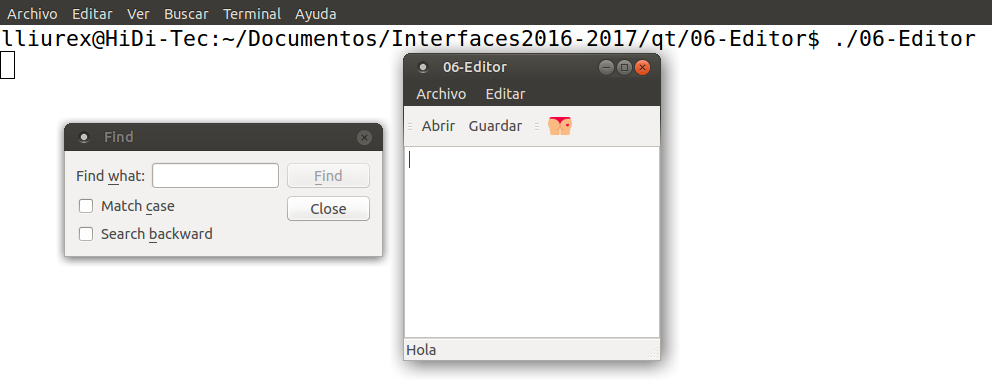 Archivo Editar Ver Buscar Terminal Ayuda
lliurex@HiDi-Tec:~/Documentos/Interfaces2016-2017/qt/06-Editor$ ./06-Editor
06-Editor
Archivo Editar
Abrir Guardar
Hola
Find
Find what: Find
Match case Close
Search backward